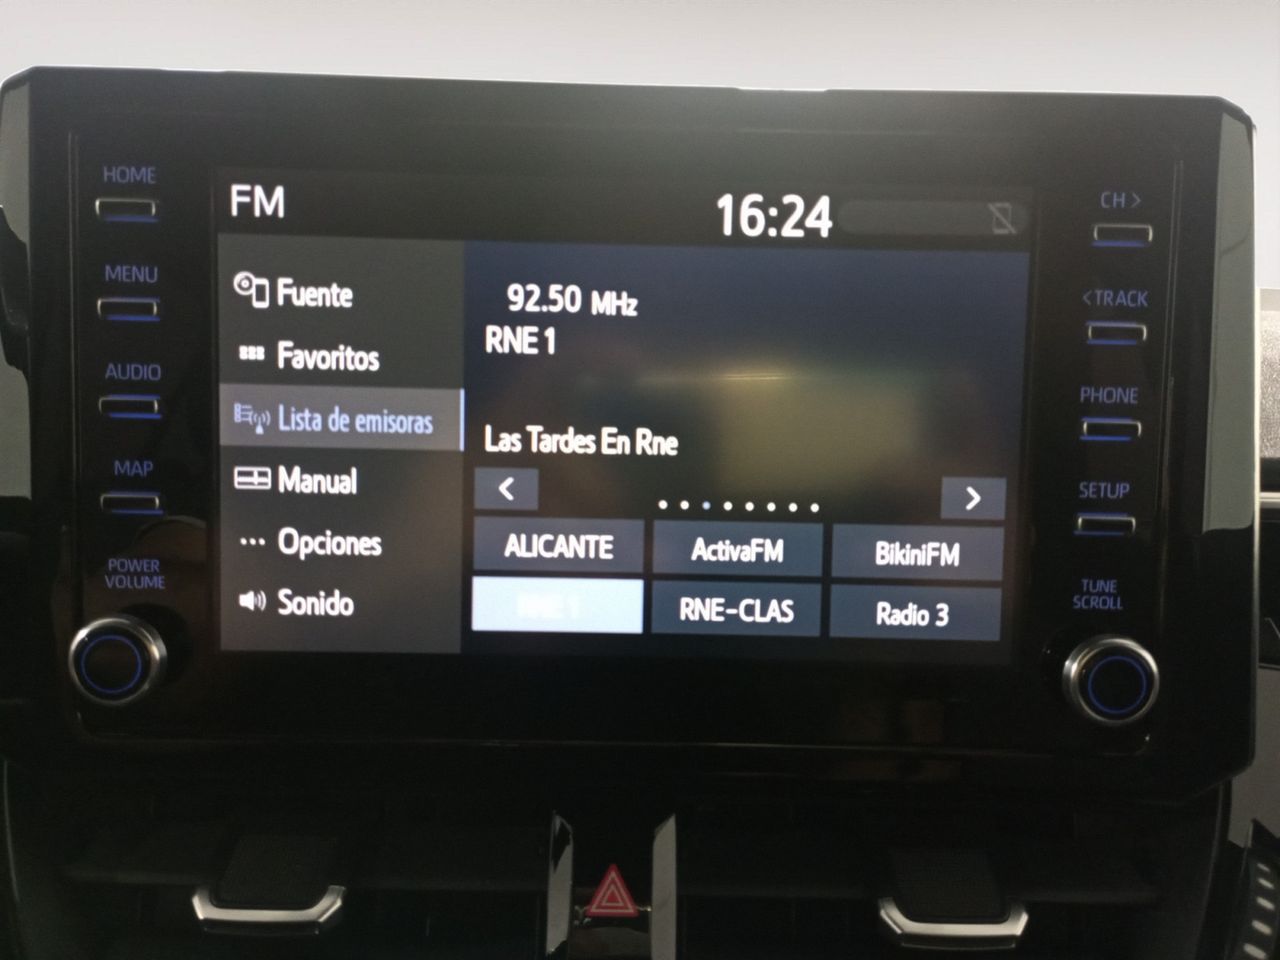 HOME
MENU
AUDIO
MAP
POWER
VOLUME
FM
16:24
Fuente
Favoritos
Lista de emisoras
Manual
Opciones
Sonido
92.50 MHz
RNE 1
Las Tardes En Rne
< >
ALICANTE
ActivaFM
BikiniFM
RNE 1
RNE-CLAS
Radio 3
CH >
< TRACK
PHONE
SETUP
TUNE
SCROLL